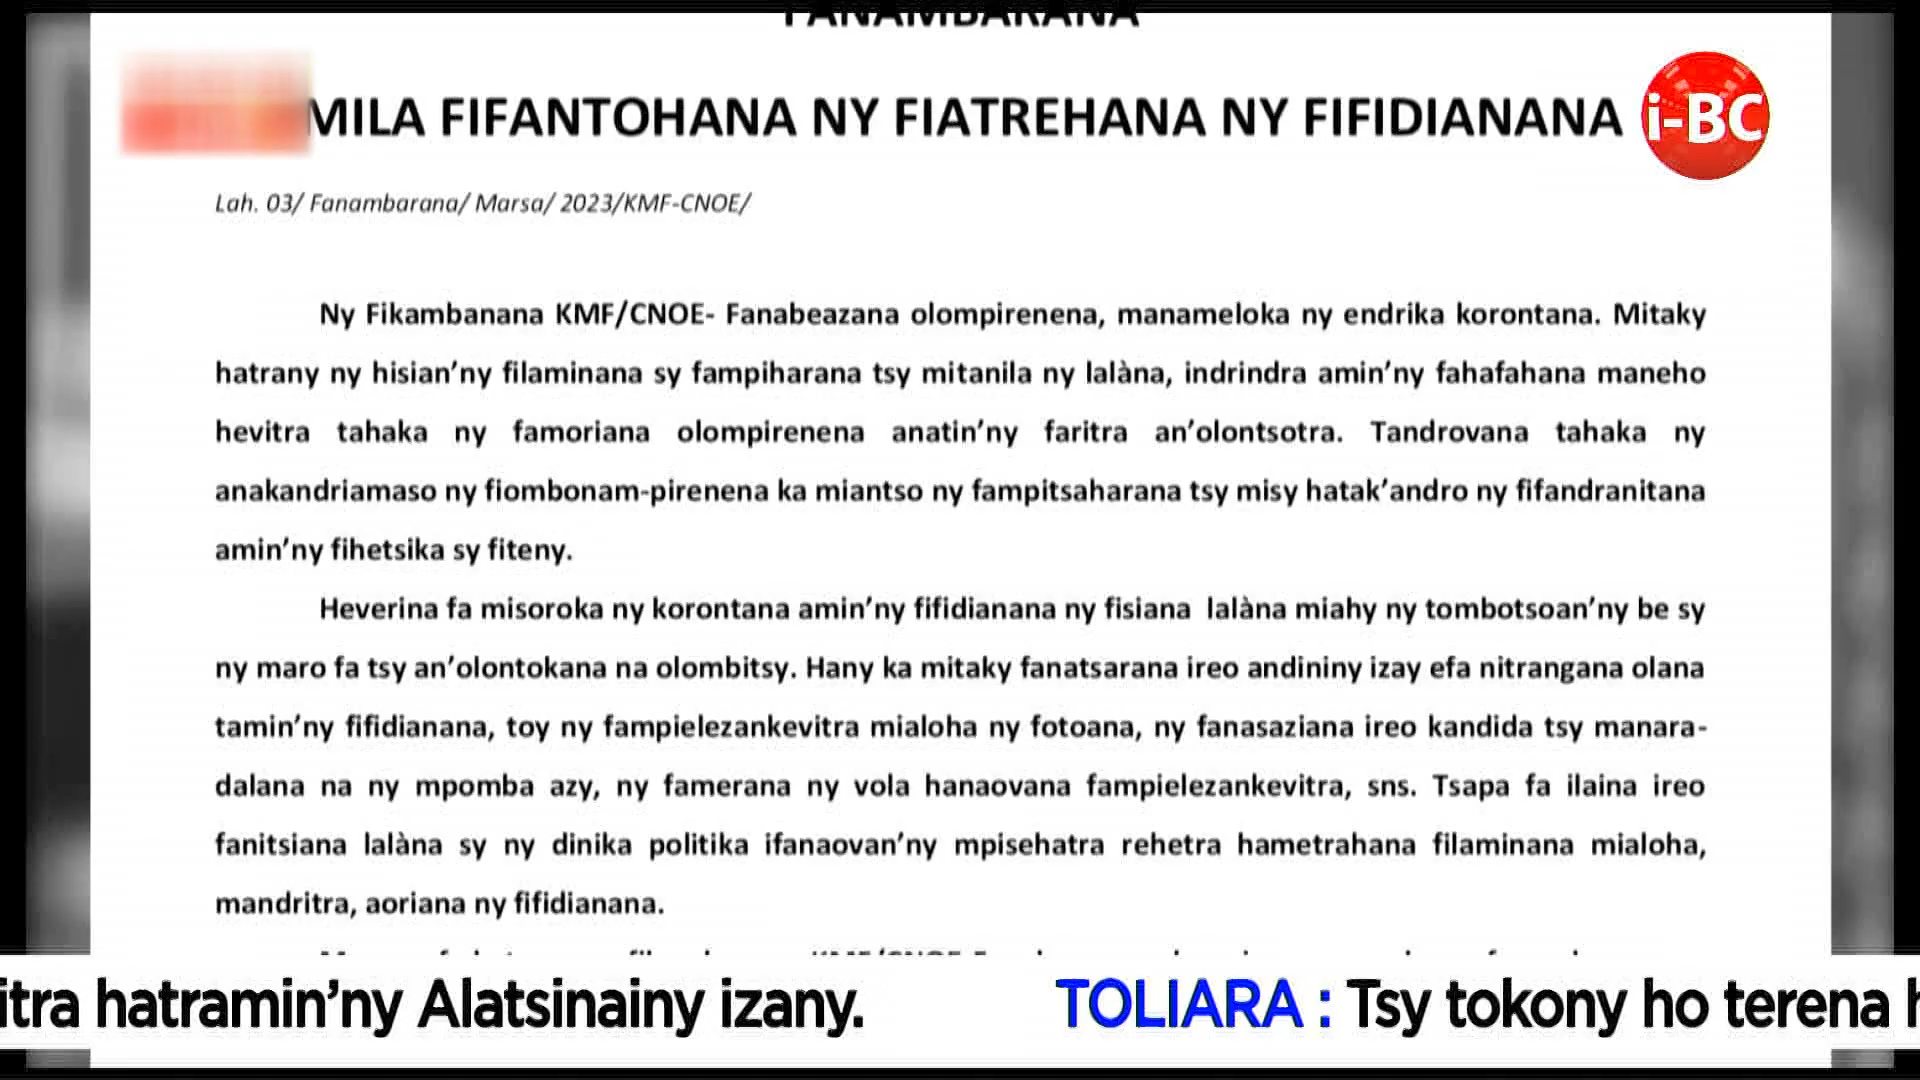 FANAMBARANA
MILA FIFANTOHANA NY FIATREHANA NY FIFIDIANANA
i-BC
Lah. 03/ Fanambarana/ Marsa/ 2023/KMF-CNOE/
Ny Fikambanana KMF/CNOE- Fanabeazana olompirenena, manameloka ny endrika korontana. Mitaky
hatrany ny hisian’ny filaminana sy fampiharana tsy mitanila ny lalàna, indrindra amin’ny fahafahana maneho
hevitra tahaka ny famoriana olompirenena anatin’ny faritra an’olontsotra. Tandrovana tahaka ny
anakandriamaso ny fiombonam-pirenena ka miantso ny fampitsaharana tsy misy hatak’andro ny fifandranitana
amin’ny fihetsika sy fiteny.
Heverina fa misoroka ny korontana amin’ny fifidianana ny fisiana lalàna miahy ny tombotsoan’ny be sy
ny maro fa tsy an’olontokana na olombitsy. Hany ka mitaky fanatsarana ireo andininy izay efa nitrangana olana
tamin’ny fifidianana, toy ny fampielezankevitra mialoha ny fotoana, ny fanasaziana ireo kandida tsy manara-
dalana na ny mpomba azy, ny famerana ny vola hanaovana fampielezankevitra, sns. Tsapa fa ilaina ireo
fanitsiana lalàna sy ny dinika politika ifanaovan’ny mpisehatra rehetra hametrahana filaminana mialoha,
mandritra, aoriana ny fifidianana.
itra hatramin’ny Alatsinainy izany. TOLIARA : Tsy tokony ho terena h